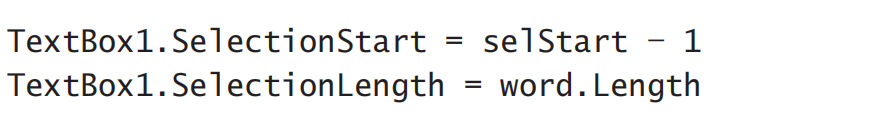 TextBox1.SelectionStart = selStart – 1
TextBox1.SelectionLength = word.Length